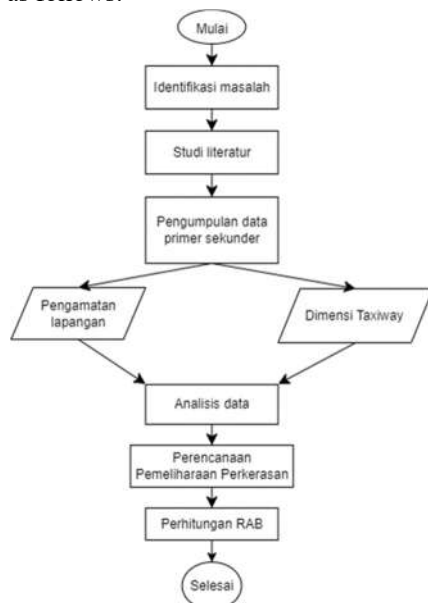 Mulai
Identifikasi masalah
Studi literatur
Pengumpulan data
primer sekunder
Pengamatan
lapangan
Dimensi Taxiway
Analisis data
Perencanaan
Pemeliharaan Perkerasan
Perhitungan RAB
Selesai